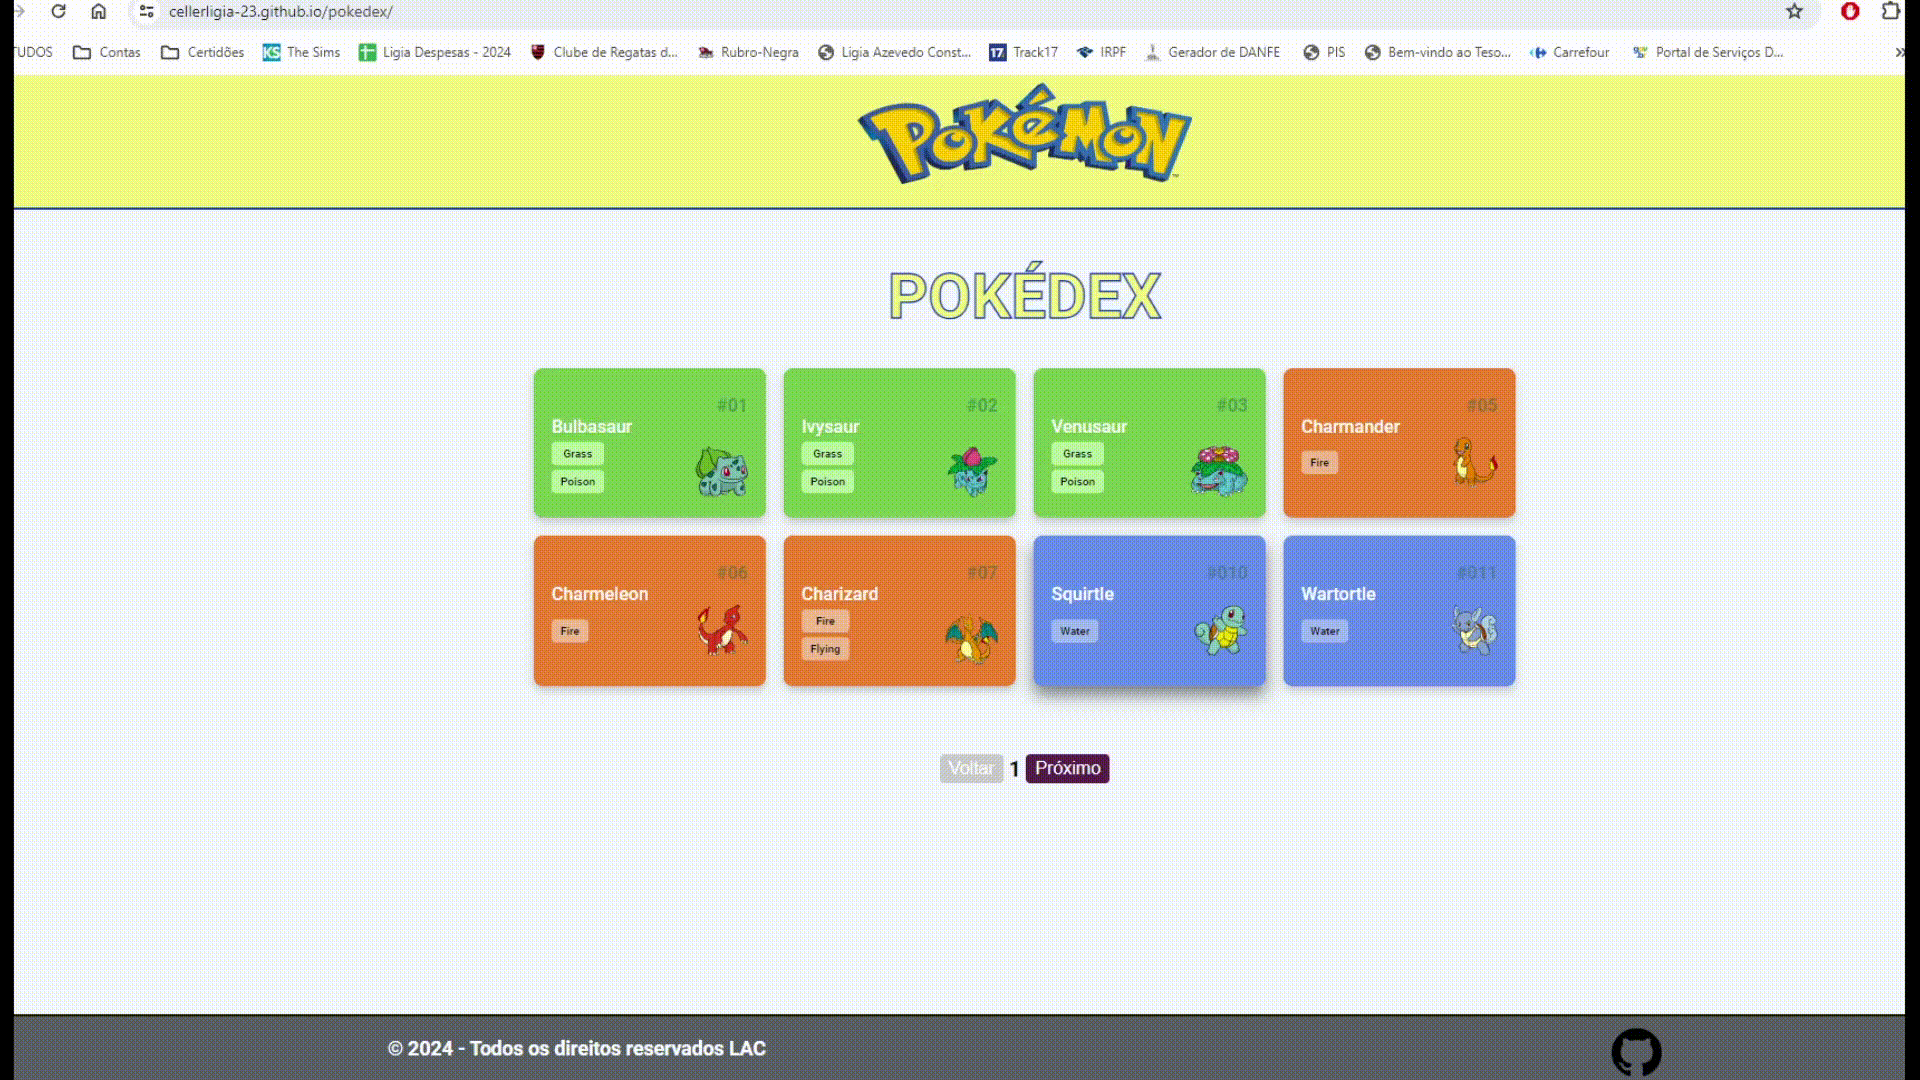 cellerligia-23.github.io/pokedex/
TUDOS Contas Certidões KS The Sims Ligia Despesas - 2024 Clube de Regatas d... Rubro-Negra Ligia Azevedo Const... 17 Track17 IRPF Gerador de DANFE PIS Bem-vindo ao Teso... Carrefour Portal de Serviços D... »
POKéMON
POKÉDEX
#01
Bulbasaur
Grass
Poison
#02
Ivysaur
Grass
Poison
#03
Venusaur
Grass
Poison
#05
Charmander
Fire
#06
Charmeleon
Fire
#07
Charizard
Fire
Flying
#010
Squirtle
Water
#011
Wartortle
Water
Voltar 1 Próximo
© 2024 - Todos os direitos reservados LAC